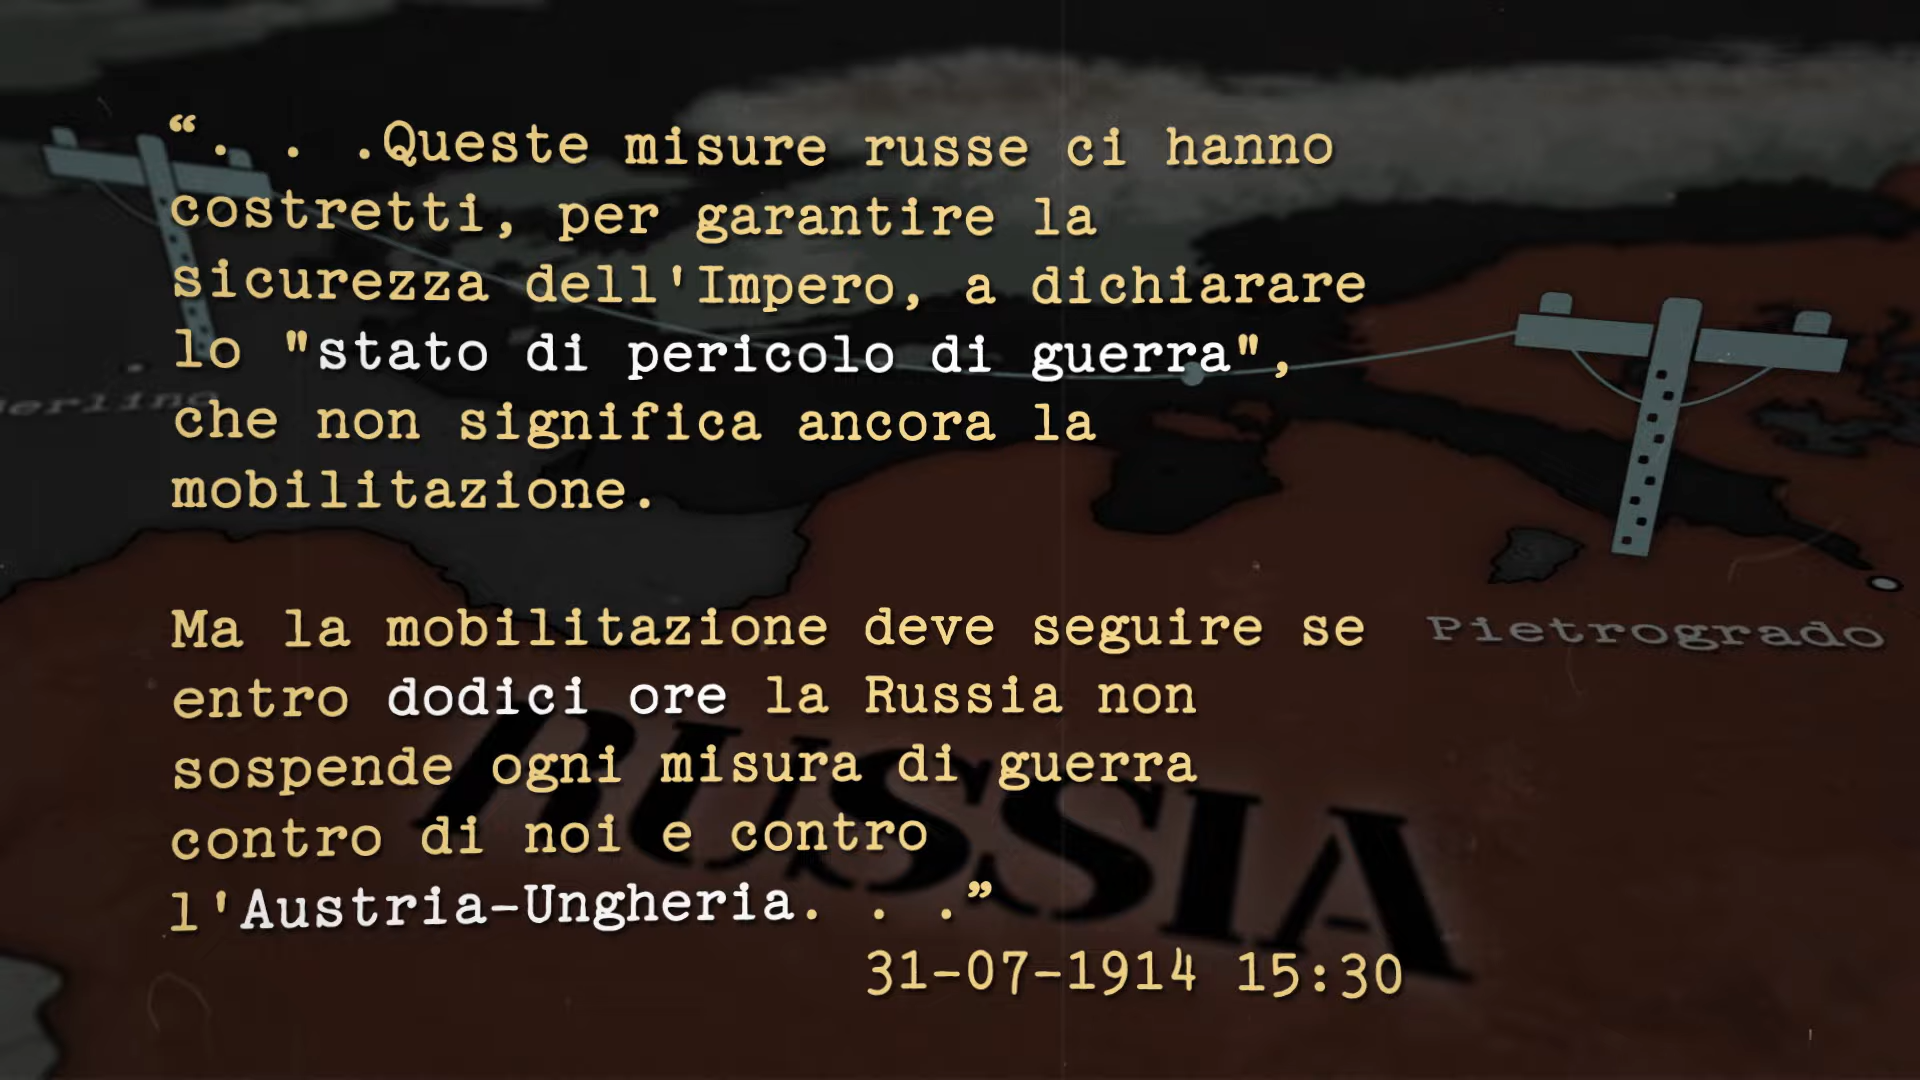 “. . .Queste misure russe ci hanno
costretti, per garantire la
sicurezza dell'Impero, a dichiarare
lo "stato di pericolo di guerra",
che non significa ancora la
mobilitazione.
Ma la mobilitazione deve seguire se
entro dodici ore la Russia non
sospende ogni misura di guerra
contro di noi e contro
l'Austria-Ungheria. . .”
31-07-1914 15:30
Berlino
Pietrogrado
RUSSIA